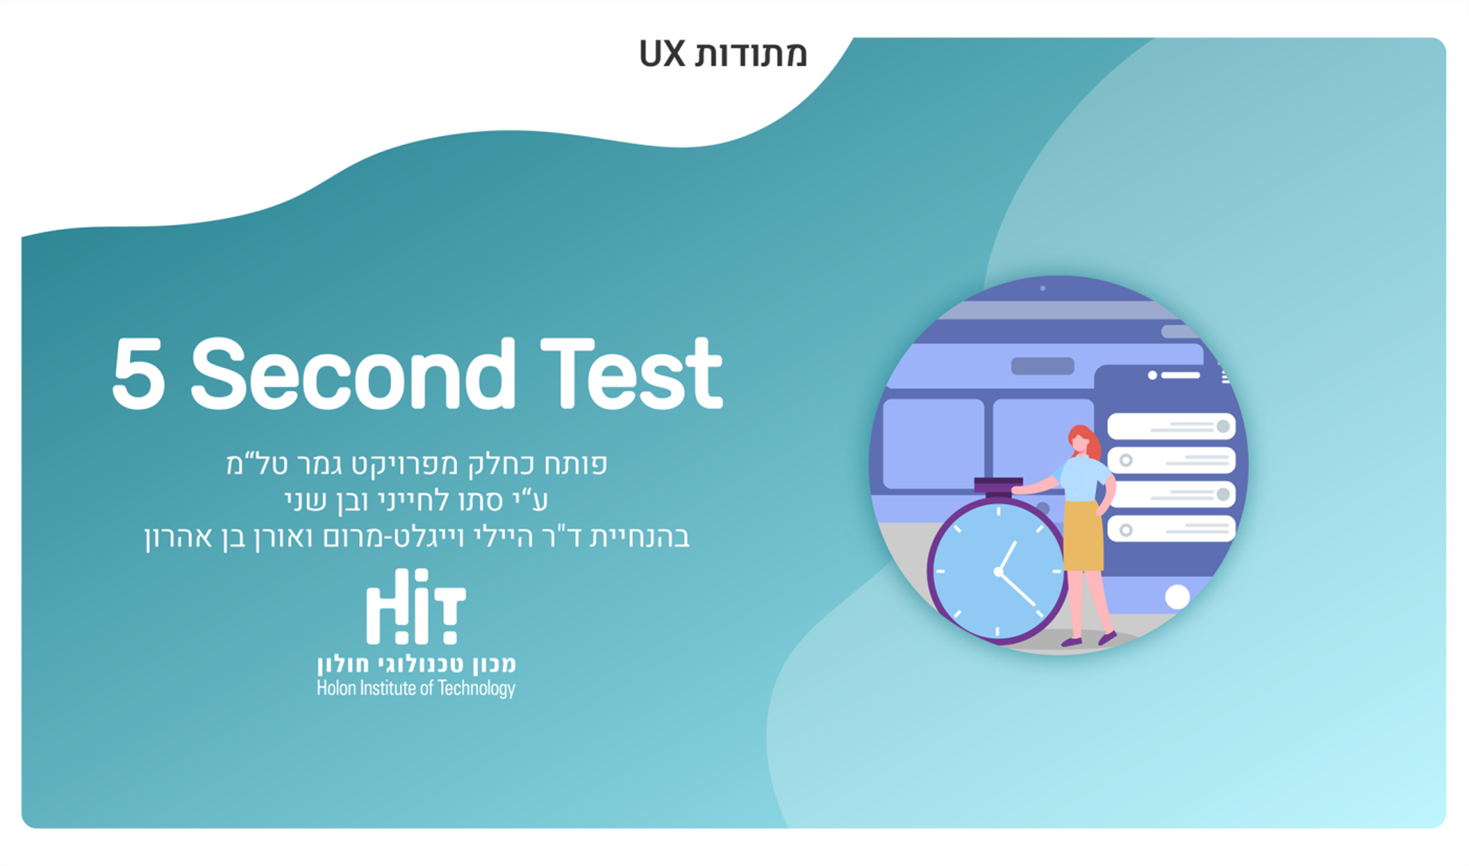 מתודות UX
5 Second Test
פותח כחלק מפרויקט גמר טל“מ
ע“י סתו לחייני ובן שני
בהנחיית ד"ר היילי וייגלט-מרום ואורן בן אהרון
HiT
מכון טכנולוגי חולון
Holon Institute of Technology